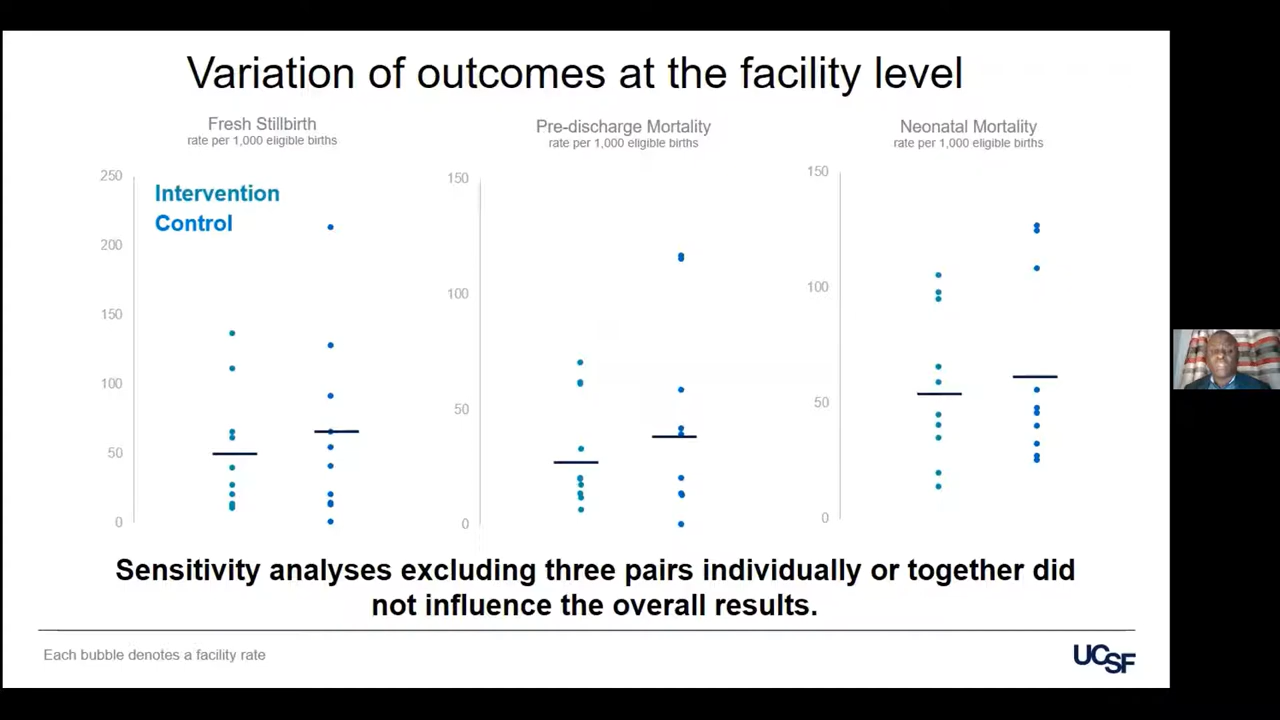 Variation of outcomes at the facility level
Fresh Stillbirth
rate per 1,000 eligible births
250
200
150
100
50
0
Intervention
Control
Pre-discharge Mortality
rate per 1,000 eligible births
150
100
50
0
Neonatal Mortality
rate per 1,000 eligible births
150
100
50
0
Sensitivity analyses excluding three pairs individually or together did
not influence the overall results.
Each bubble denotes a facility rate
UCSF